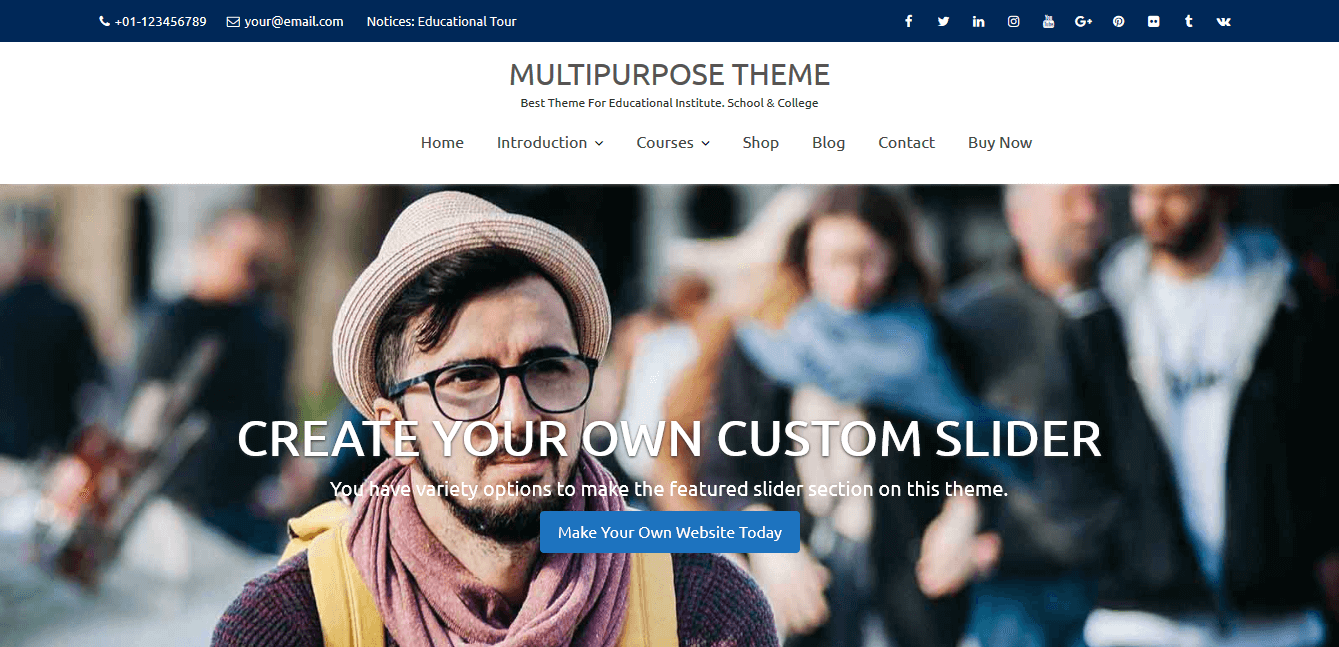 +01-123456789 your@email.com Notices: Educational Tour
MULTIPURPOSE THEME
Best Theme For Educational Institute. School & College
Home Introduction Courses Shop Blog Contact Buy Now
CREATE YOUR OWN CUSTOM SLIDER
You have variety options to make the featured slider section on this theme.
Make Your Own Website Today